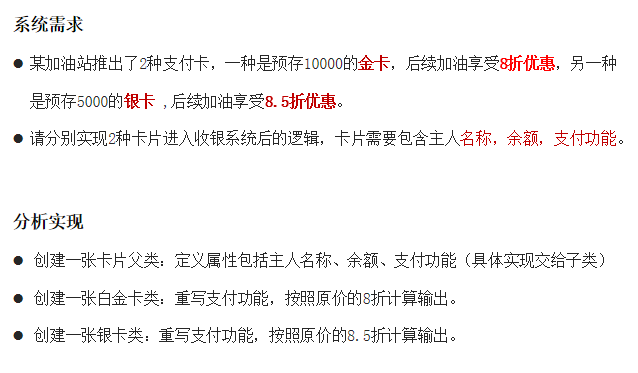 系统需求
● 某加油站推出了2种支付卡，一种是预存10000的金卡，后续加油享受8折优惠，另一种
是预存5000的银卡 ，后续加油享受8.5折优惠。
● 请分别实现2种卡片进入收银系统后的逻辑，卡片需要包含主人名称，余额，支付功能。
分析实现
● 创建一张卡片父类：定义属性包括主人名称、余额、支付功能（具体实现交给子类）
● 创建一张白金卡类：重写支付功能，按照原价的8折计算输出。
● 创建一张银卡类：重写支付功能，按照原价的8.5折计算输出。